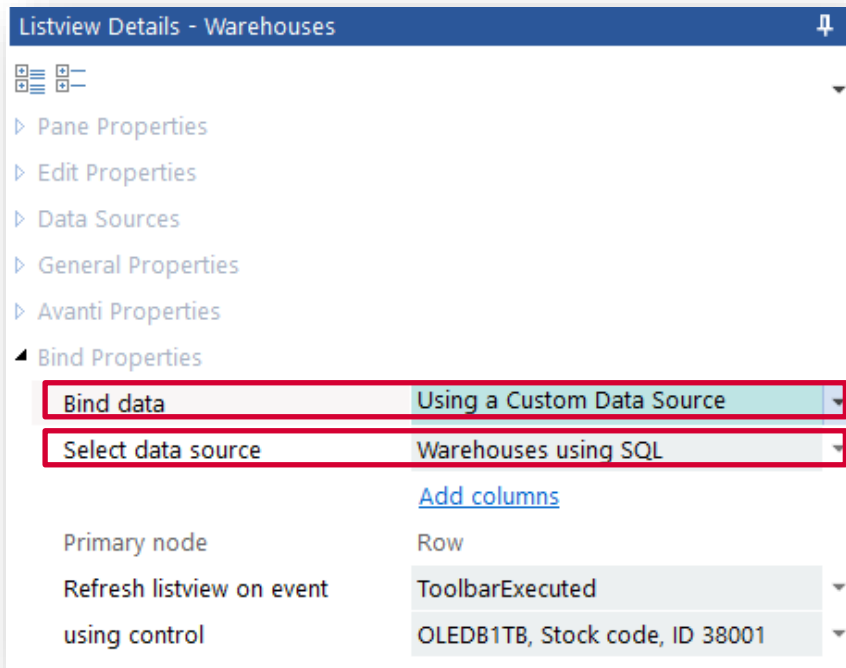 Listview Details - Warehouses
Pane Properties
Edit Properties
Data Sources
General Properties
Avanti Properties
Bind Properties
Bind data Using a Custom Data Source
Select data source Warehouses using SQL
Add columns
Primary node Row
Refresh listview on event ToolbarExecuted
using control OLEDB1TB, Stock code, ID 38001